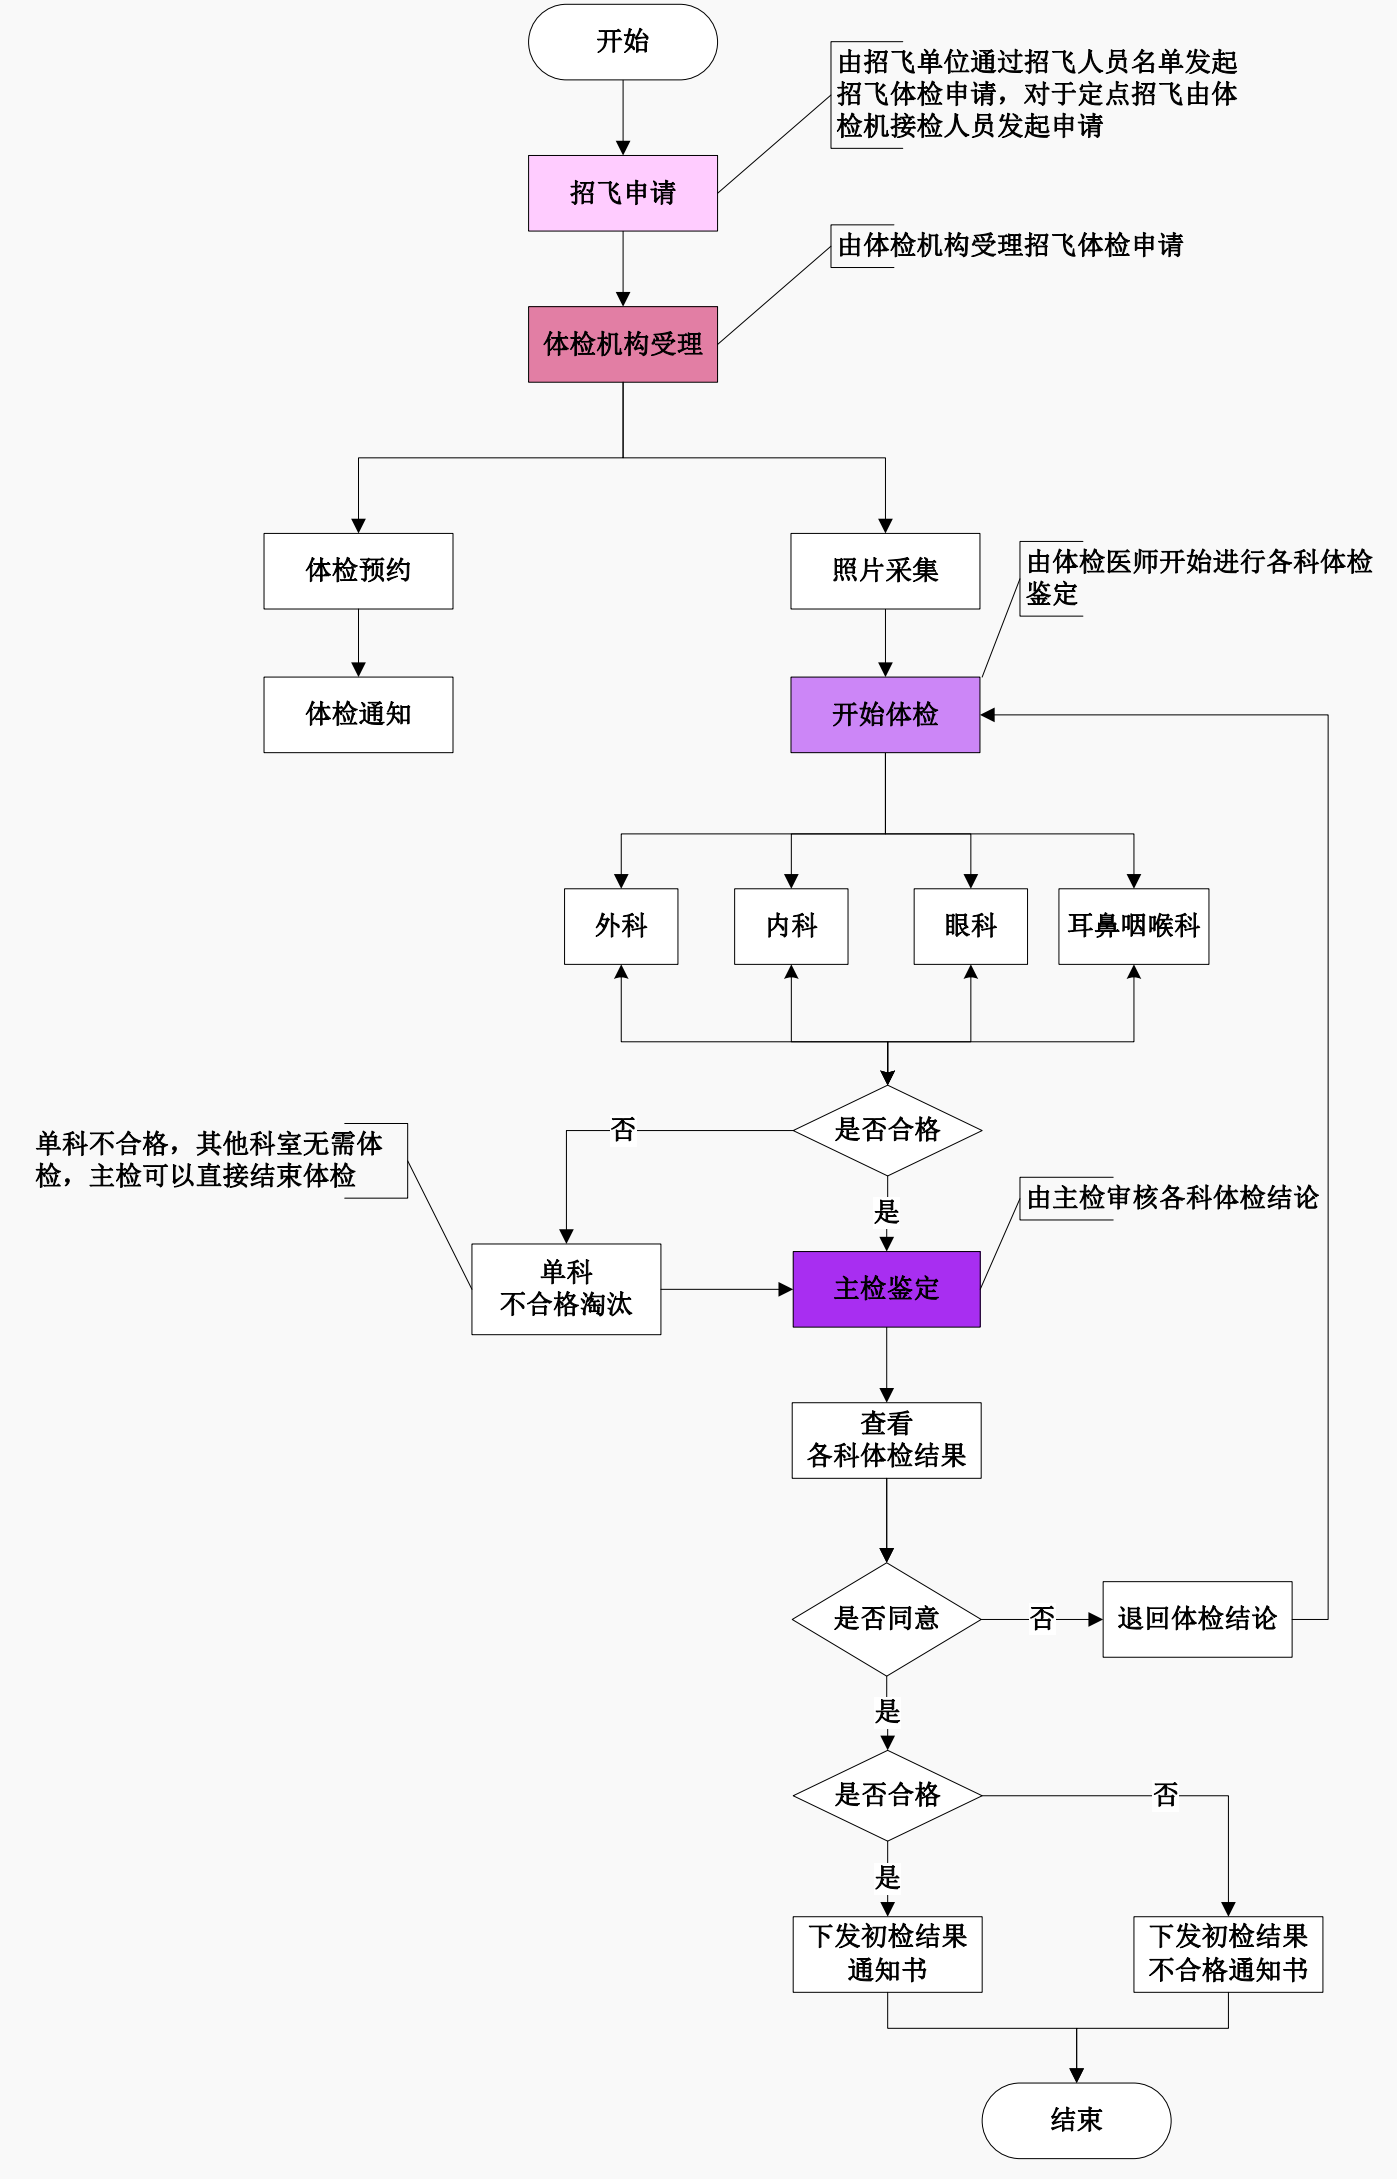 开始
由招飞单位通过招飞人员名单发起
招飞体检申请，对于定点招飞由体
检机接检人员发起申请
招飞申请
由体检机构受理招飞体检申请
体检机构受理
体检预约
照片采集
由体检医师开始进行各科体检
鉴定
体检通知
开始体检
外科
内科
眼科
耳鼻咽喉科
是否合格
否
单科不合格，其他科室无需体
检，主检可以直接结束体检
是
由主检审核各科体检结论
单科
不合格淘汰
主检鉴定
查看
各科体检结果
是否同意
否
退回体检结论
是
是否合格
否
是
下发初检结果
通知书
下发初检结果
不合格通知书
结束